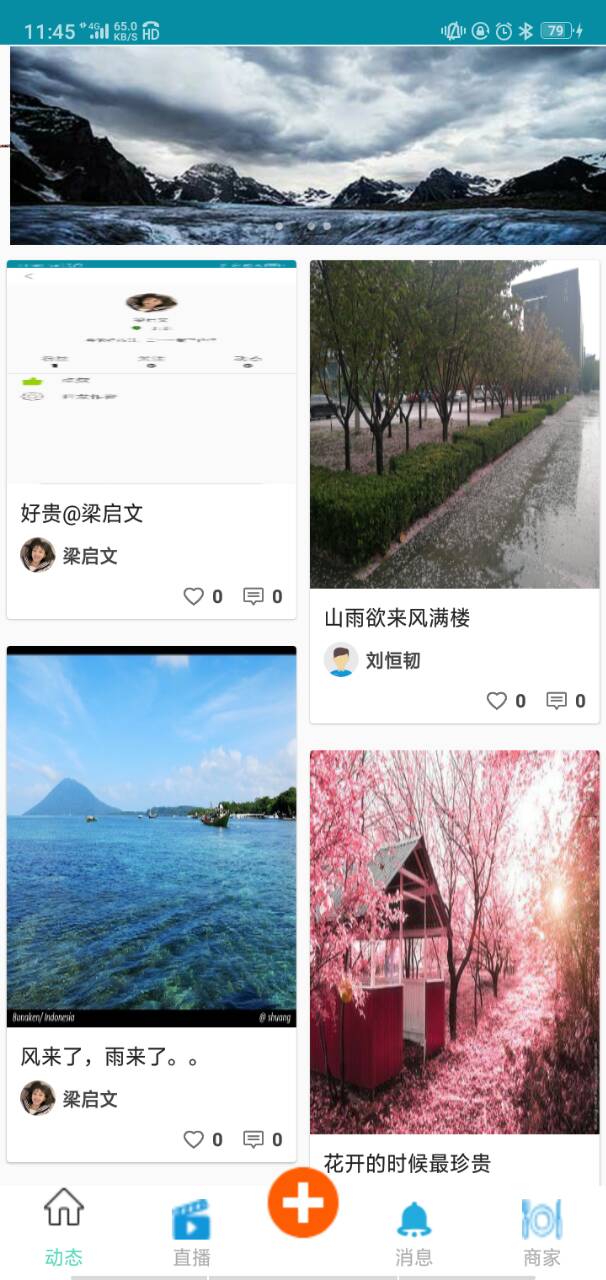 11:45 4G 65.0 KB/S HD 79
好贵@梁启文
梁启文
0 0
山雨欲来风满楼
刘恒韧
0 0
Bunaken/ Indonesia @ shuang
风来了，雨来了。。
梁启文
0 0
花开的时候最珍贵
动态 直播 消息 商家